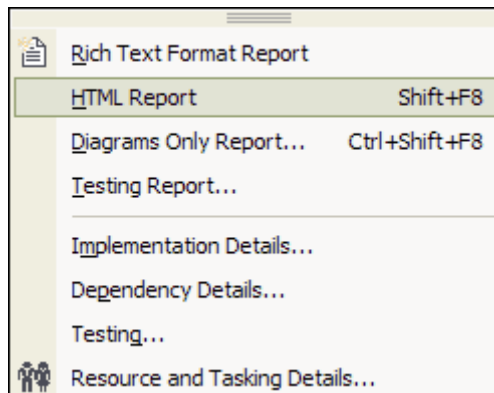 Rich Text Format Report
HTML Report Shift+F8
Diagrams Only Report... Ctrl+Shift+F8
Testing Report...
Implementation Details...
Dependency Details...
Testing...
Resource and Tasking Details...